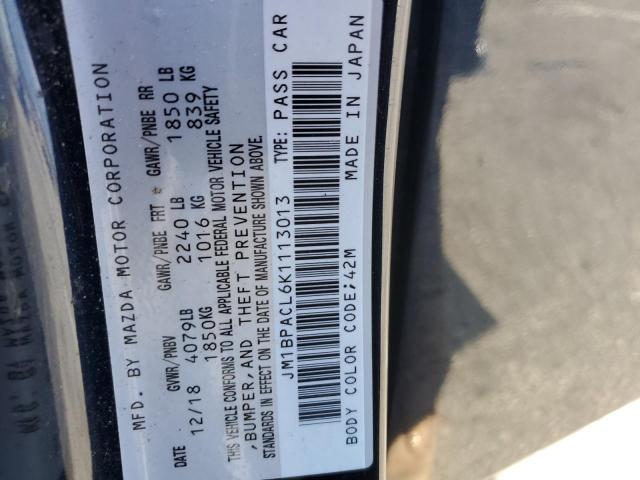 MFD. BY MAZDA MOTOR CORPORATION
DATE GVWR/PNBV GAWR/PNBE FRT GAWR/PNBE RR
12/18 4079LB 2240 LB 1850 LB
1850KG 1016 KG 839 KG
THIS VEHICLE CONFORMS TO ALL APPLICABLE FEDERAL MOTOR VEHICLE SAFETY
,BUMPER,AND THEFT PREVENTION
STANDARDS IN EFFECT ON THE DATE OF MANUFACTURE SHOWN ABOVE.
JM1BPACL6K1113013 TYPE: PASS CAR
BODY COLOR CODE;42M MADE IN JAPAN